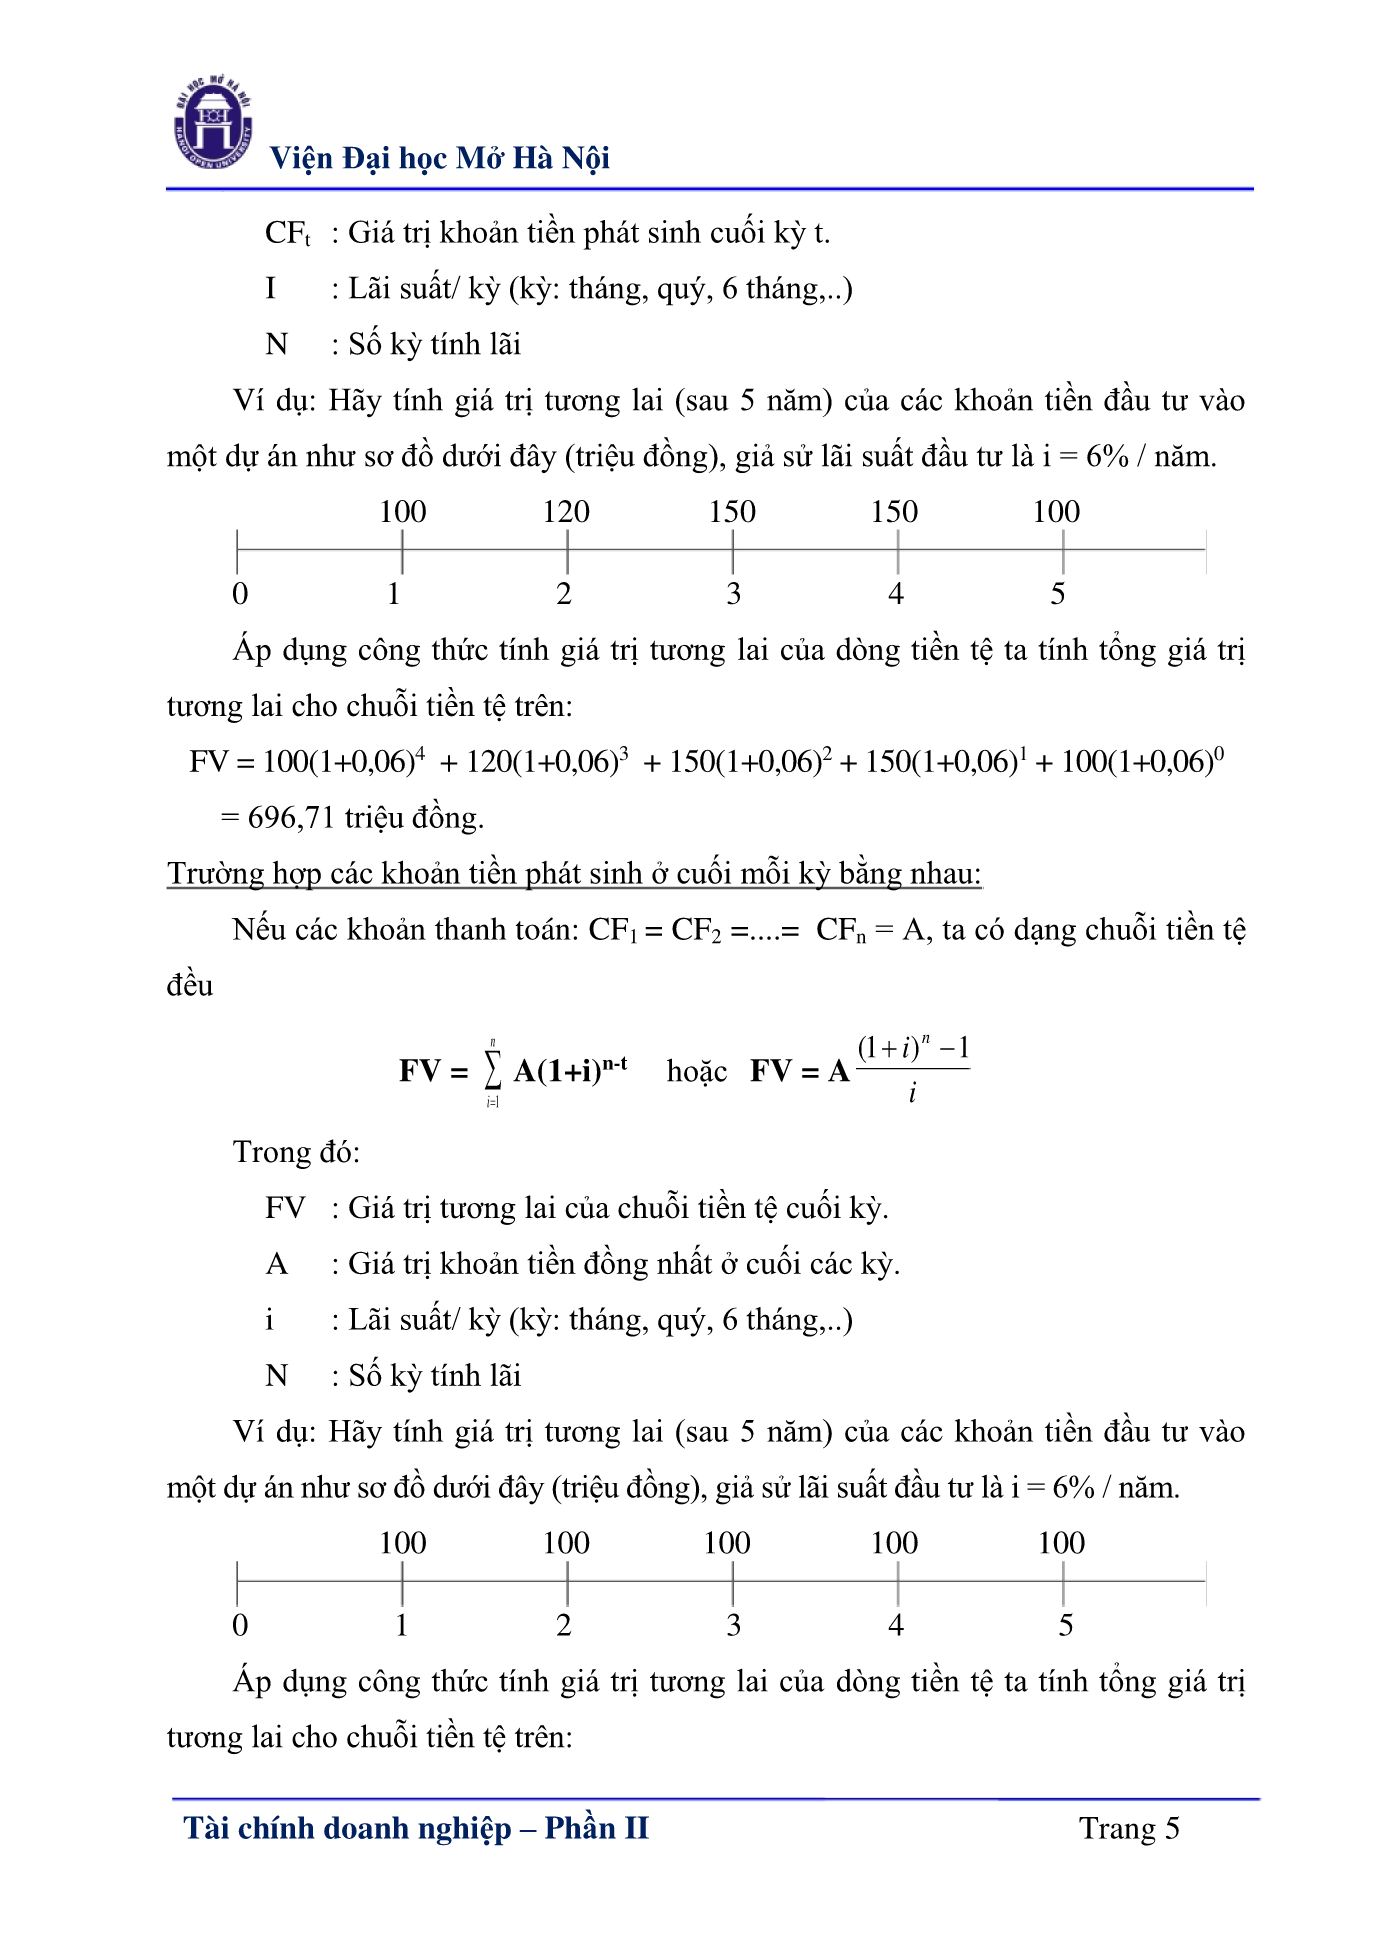 ĐẠI HỌC MỞ HÀ NỘI
HANOI OPEN UNIVERSITY
Viện Đại học Mở Hà Nội
CFt : Giá trị khoản tiền phát sinh cuối kỳ t.
I : Lãi suất/ kỳ (kỳ: tháng, quý, 6 tháng,..)
N : Số kỳ tính lãi
Ví dụ: Hãy tính giá trị tương lai (sau 5 năm) của các khoản tiền đầu tư vào
một dự án như sơ đồ dưới đây (triệu đồng), giả sử lãi suất đầu tư là i = 6% / năm.
100 120 150 150 100
0 1 2 3 4 5
Áp dụng công thức tính giá trị tương lai của dòng tiền tệ ta tính tổng giá trị
tương lai cho chuỗi tiền tệ trên:
FV = 100(1+0,06)⁴ + 120(1+0,06)³ + 150(1+0,06)² + 150(1+0,06)¹ + 100(1+0,06)⁰
= 696,71 triệu đồng.
Trường hợp các khoản tiền phát sinh ở cuối mỗi kỳ bằng nhau:
Nếu các khoản thanh toán: CF₁ = CF₂ =....= CFₙ = A, ta có dạng chuỗi tiền tệ
đều
FV = n ∑ i=1 A(1+i)ⁿ⁻ᵗ hoặc FV = A (1+i)ⁿ −1 / i
Trong đó:
FV : Giá trị tương lai của chuỗi tiền tệ cuối kỳ.
A : Giá trị khoản tiền đồng nhất ở cuối các kỳ.
i : Lãi suất/ kỳ (kỳ: tháng, quý, 6 tháng,..)
N : Số kỳ tính lãi
Ví dụ: Hãy tính giá trị tương lai (sau 5 năm) của các khoản tiền đầu tư vào
một dự án như sơ đồ dưới đây (triệu đồng), giả sử lãi suất đầu tư là i = 6% / năm.
100 100 100 100 100
0 1 2 3 4 5
Áp dụng công thức tính giá trị tương lai của dòng tiền tệ ta tính tổng giá trị
tương lai cho chuỗi tiền tệ trên:
Tài chính doanh nghiệp – Phần II Trang 5